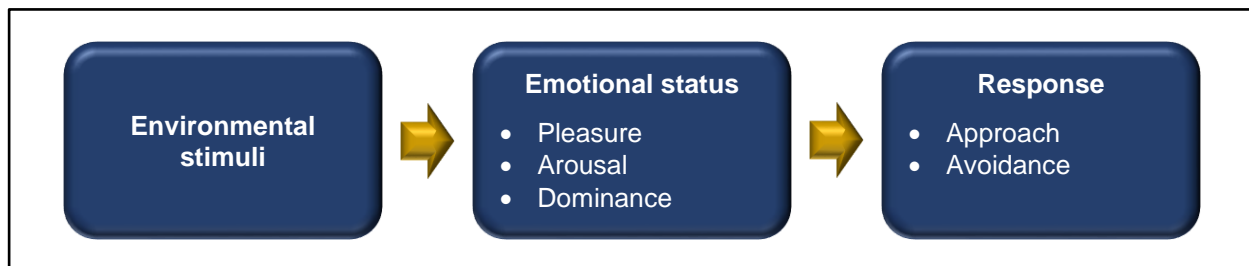 Environmental
stimuli
Emotional status
• Pleasure
• Arousal
• Dominance
Response
• Approach
• Avoidance